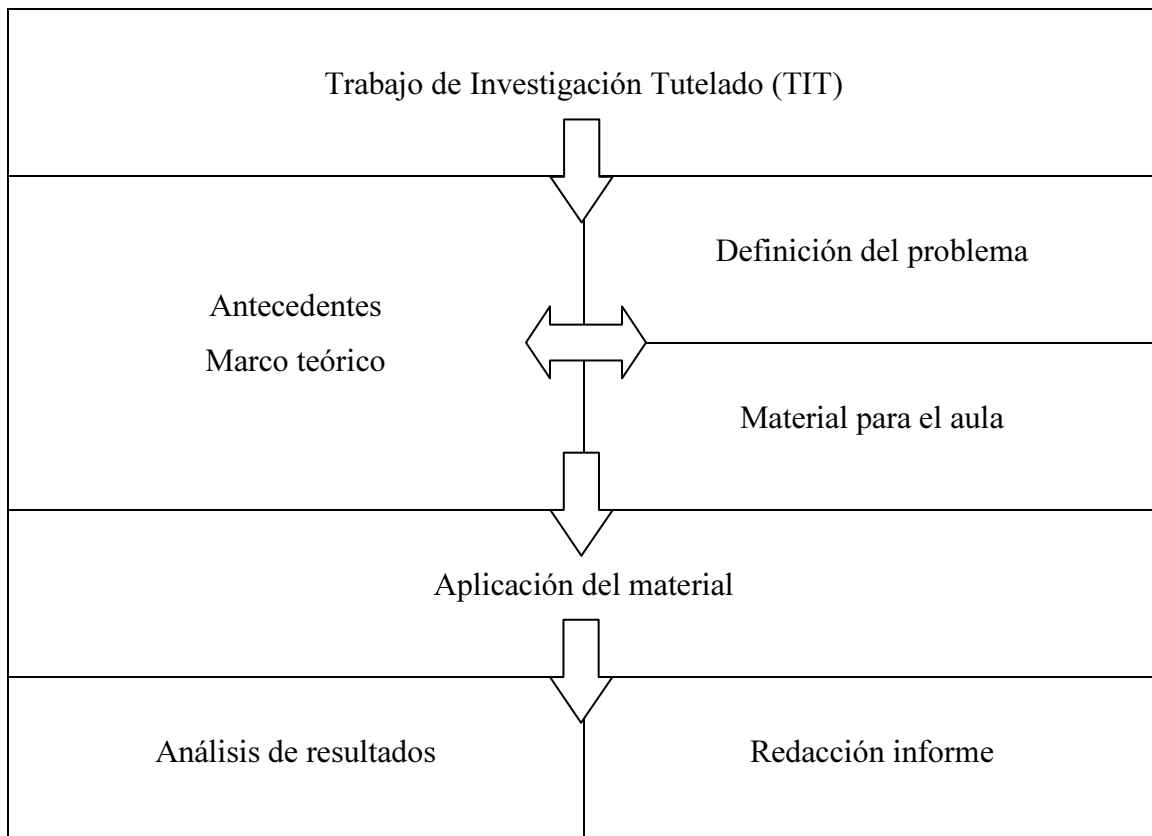 Trabajo de Investigación Tutelado (TIT)
Antecedentes
Marco teórico
Definición del problema
Material para el aula
Aplicación del material
Análisis de resultados
Redacción informe